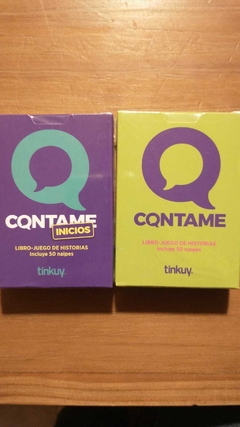 CONTAME
INICIOS
LIBRO-JUEGO DE HISTORIAS
Incluye 50 naipes
tinkuy.
CONTAME
LIBRO-JUEGO DE HISTORIAS
Incluye 50 naipes
tinkuy.